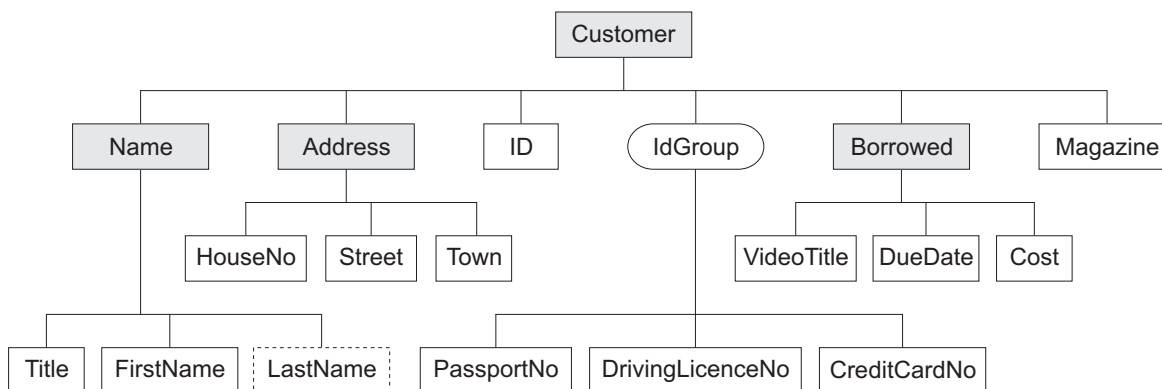 Customer
Name Address ID IdGroup Borrowed Magazine
HouseNo Street Town VideoTitle DueDate Cost
Title FirstName LastName PassportNo DrivingLicenceNo CreditCardNo